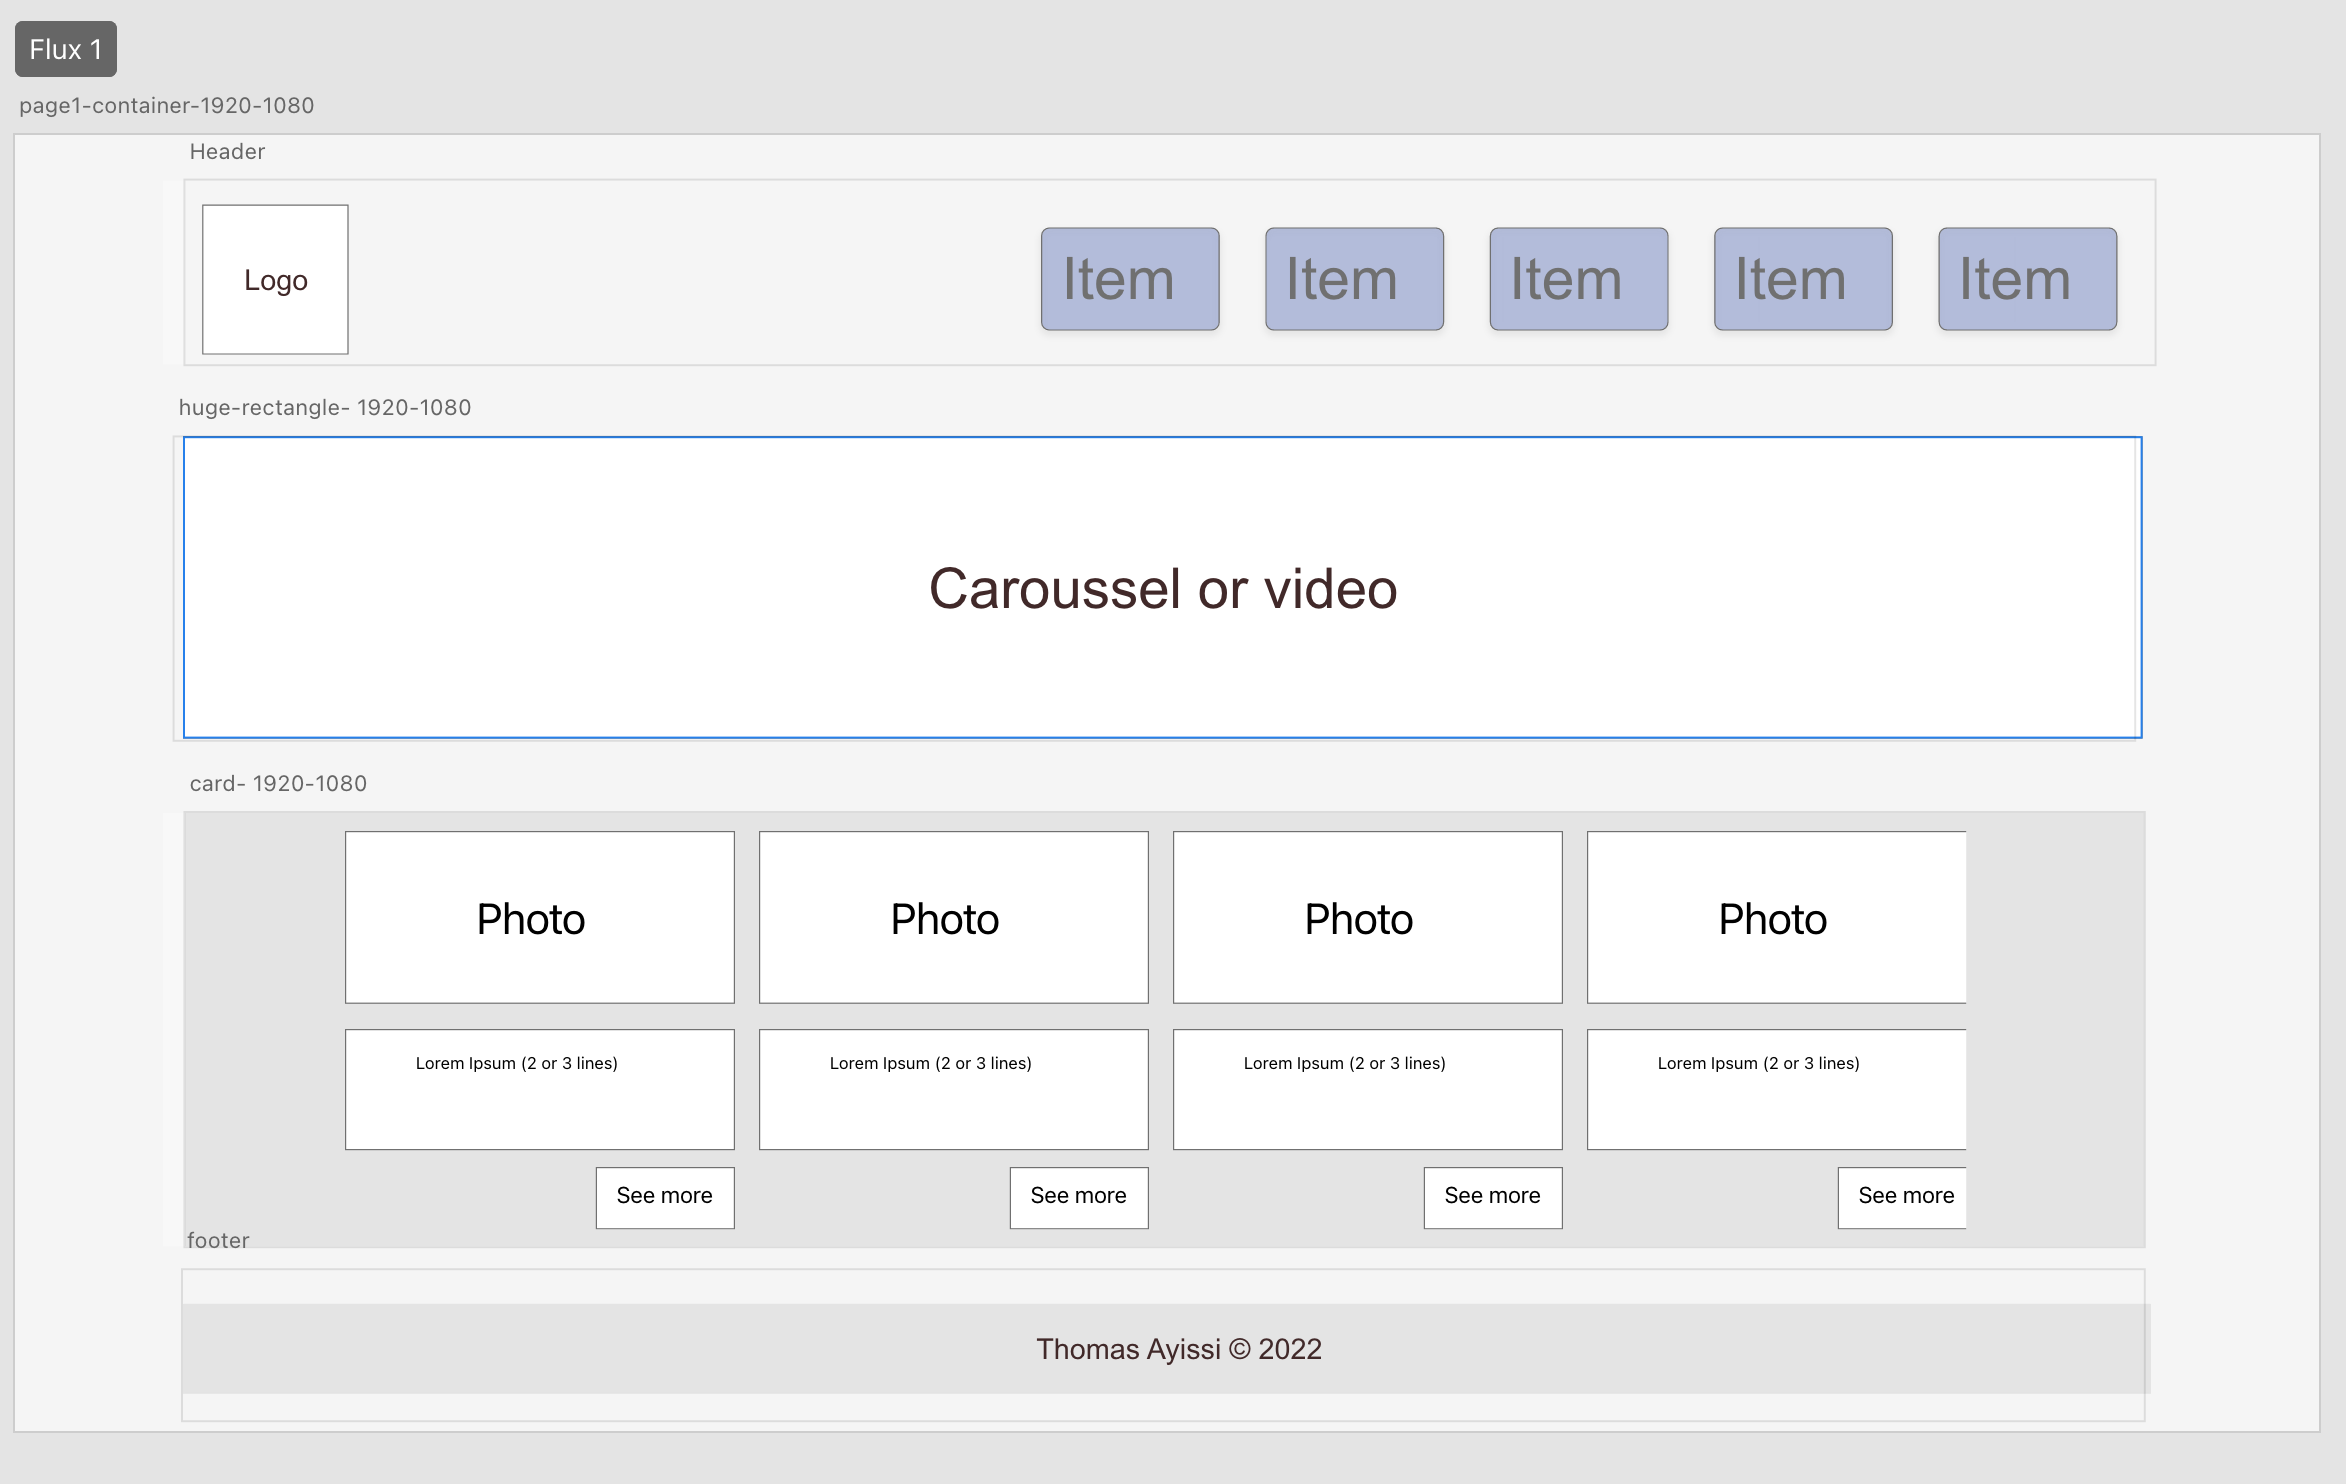 Flux 1
page1-container-1920-1080
Header
Logo
Item Item Item Item Item
huge-rectangle- 1920-1080
Caroussel or video
card- 1920-1080
Photo Photo Photo Photo
Lorem Ipsum (2 or 3 lines) Lorem Ipsum (2 or 3 lines) Lorem Ipsum (2 or 3 lines) Lorem Ipsum (2 or 3 lines)
See more See more See more See more
footer
Thomas Ayissi © 2022